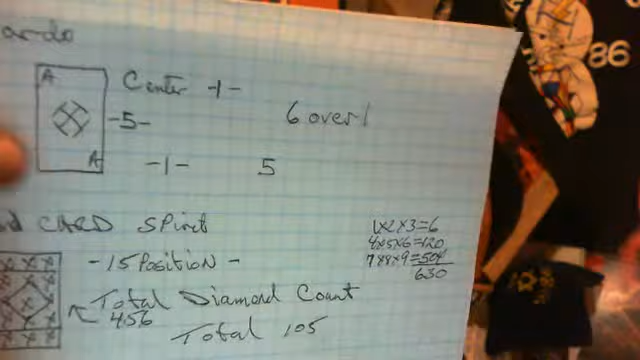 ardo
A Center -1-
-5- 6 over 1
A -1- 5
CARD SPirit
1x2x3=6
4x5x6=120
7x8x9=504
630
-15 Position-
Total Diamond Count
456
Total 105
86